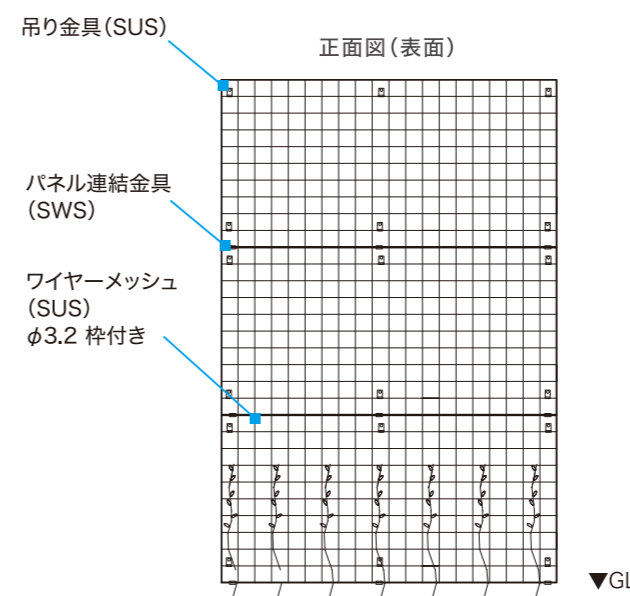 吊り金具（SUS）
正面図（表面）
パネル連結金具
（SWS）
ワイヤーメッシュ
（SUS）
φ3.2 枠付き
▼GL